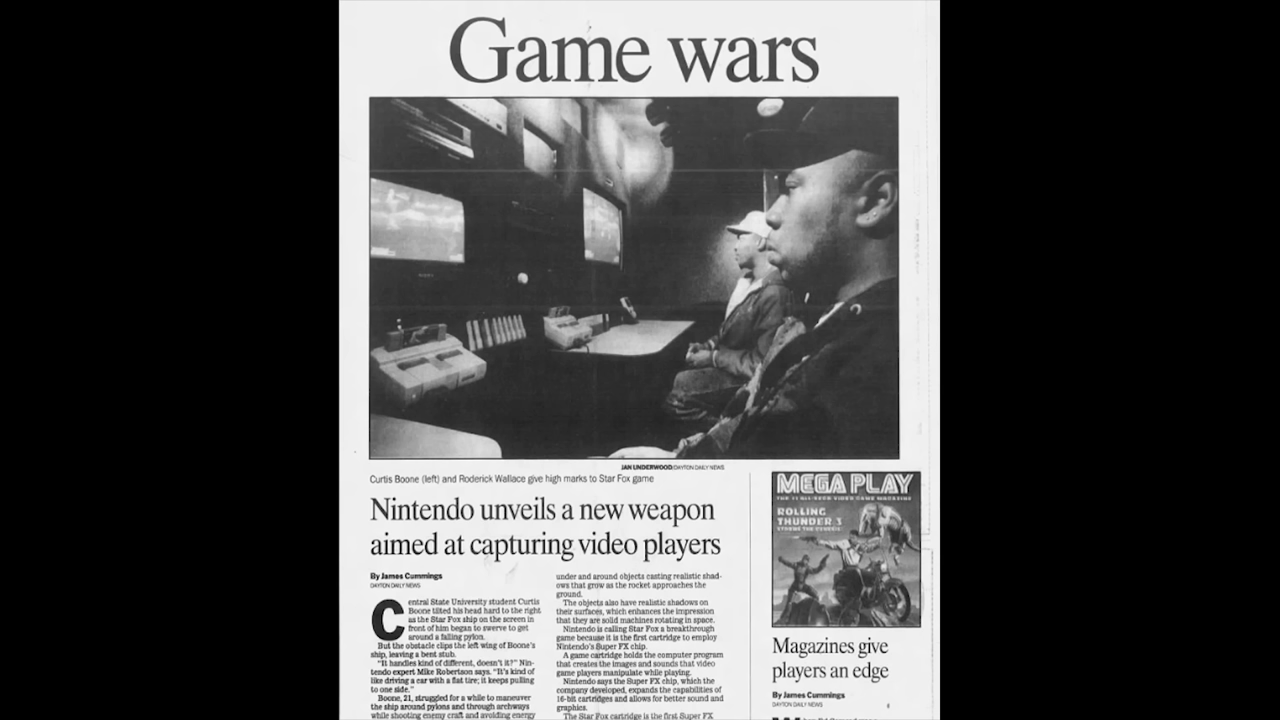 Game wars
JAN UNDERWOOD/DAYTON DAILY NEWS
Curtis Boone (left) and Roderick Wallace give high marks to Star Fox game
Nintendo unveils a new weapon
aimed at capturing video players
By James Cummings
DAYTON DAILY NEWS
Central State University student Curtis
Boone tilted his head hard to the right
as the Star Fox ship on the screen in
front of him began to swerve to get
around a falling pylon.
But the obstacle clips the left wing of Boone's
ship, leaving a bent stub.
"It handles kind of different, doesn't it?" Nin-
tendo expert Mike Robertson says. "It's kind of
like driving a car with a flat tire; it keeps pulling
to one side."
Boone, 21, struggled for a while to maneuver
the ship around pylons and through archways
while shooting enemy craft and avoiding energy
under and around objects casting realistic shad-
ows that grow as the rocket approaches the
ground.
The objects also have realistic shadows on
their surfaces, which enhances the impression
that they are solid machines rotating in space.
Nintendo is calling Star Fox a breakthrough
game because it is the first cartridge to employ
Nintendo's Super FX chip.
A game cartridge holds the computer program
that creates the images and sounds that video
game players manipulate while playing.
Nintendo says the Super FX chip, which the
company developed, expands the capabilities of
16-bit cartridges and allows for better sound and
graphics.
The Star Fox cartridge is the first Super FX
MEGA PLAY
ROLLING
THUNDER 3
Magazines give
players an edge
By James Cummings
DAYTON DAILY NEWS